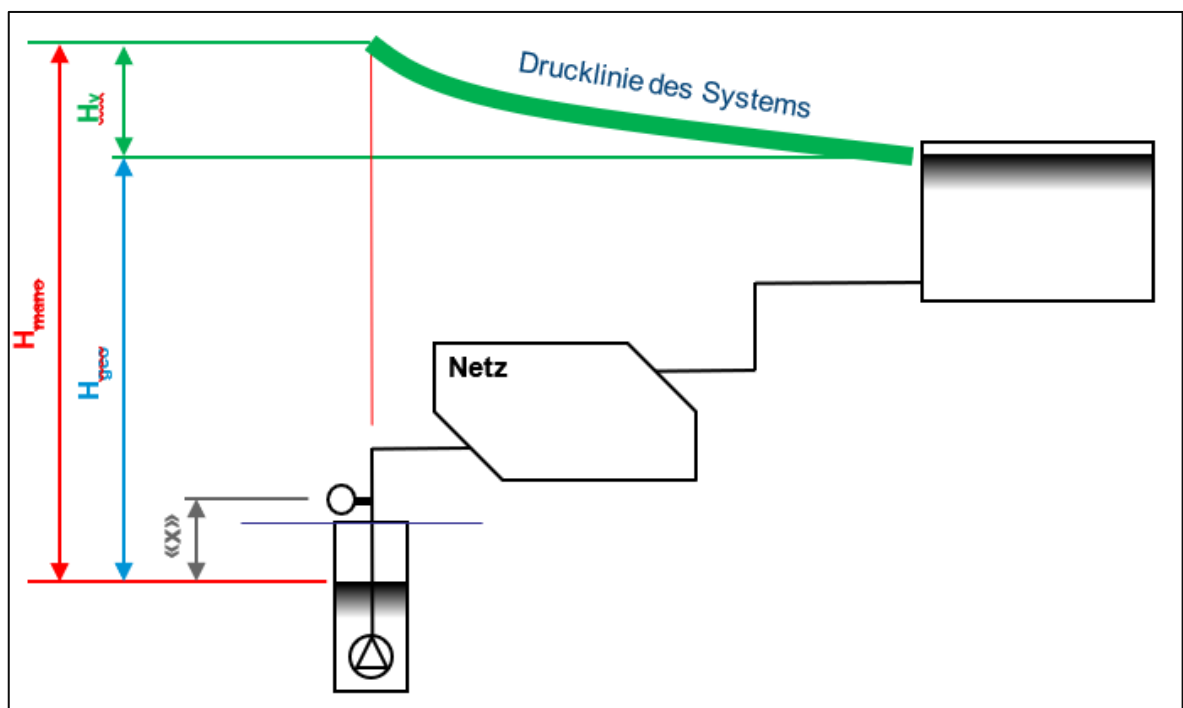 Drucklinie des Systems
Hv
Hmano
Hgeo
Netz
«x»